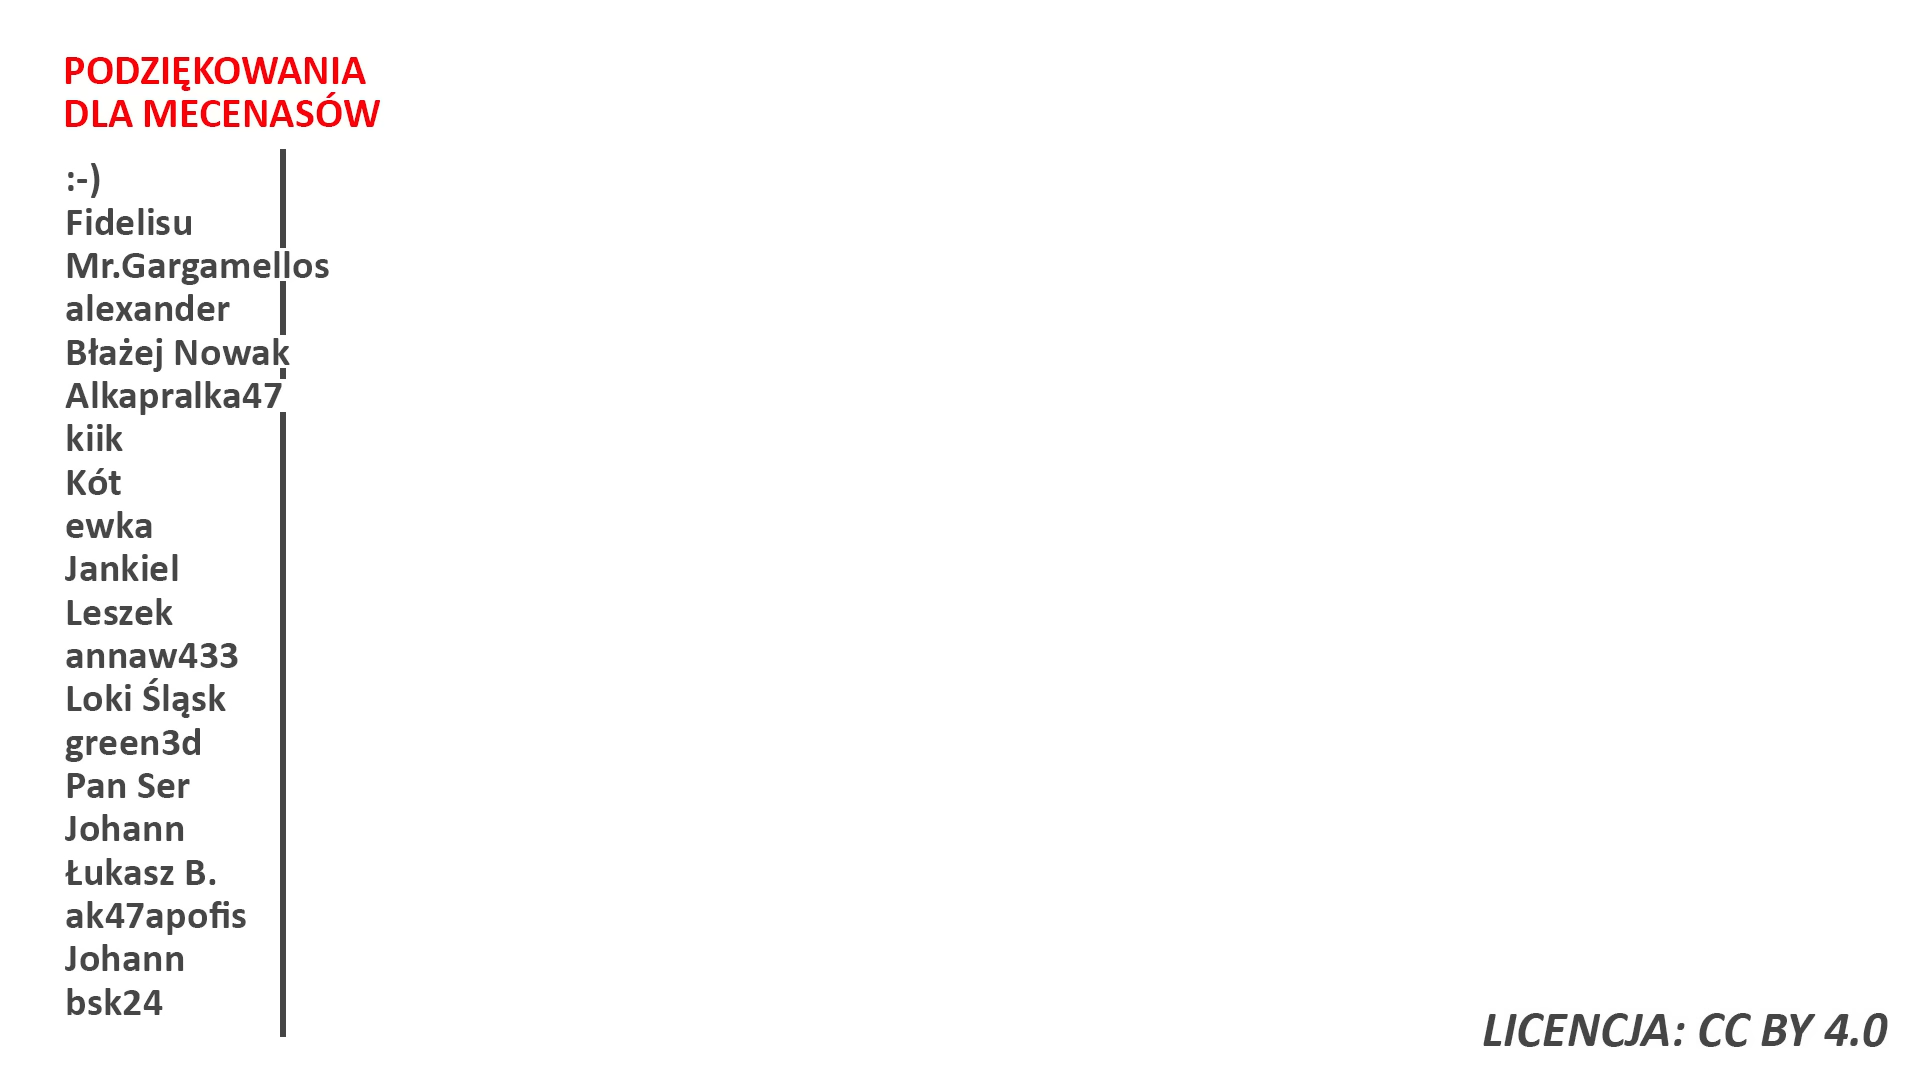 PODZIĘKOWANIA
DLA MECENASÓW
:-)
Fidelisu
Mr.Gargamellos
alexander
Błażej Nowak
Alkapralka47
kiik
Kót
ewka
Jankiel
Leszek
annaw433
Loki Śląsk
green3d
Pan Ser
Johann
Łukasz B.
ak47apofis
Johann
bsk24
LICENCJA: CC BY 4.0